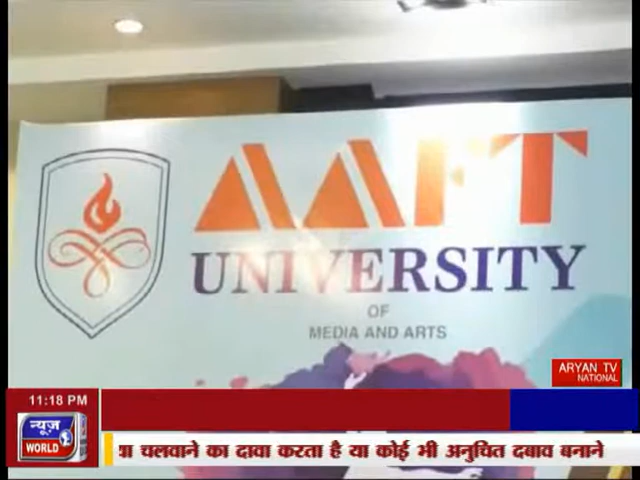 AAFT
UNIVERSITY
OF
MEDIA AND ARTS
ARYAN TV
NATIONAL
11:18 PM
न्यूज़
WORLD
चलवाने का दावा करता है या कोई भी अनुचित दबाव बनाने